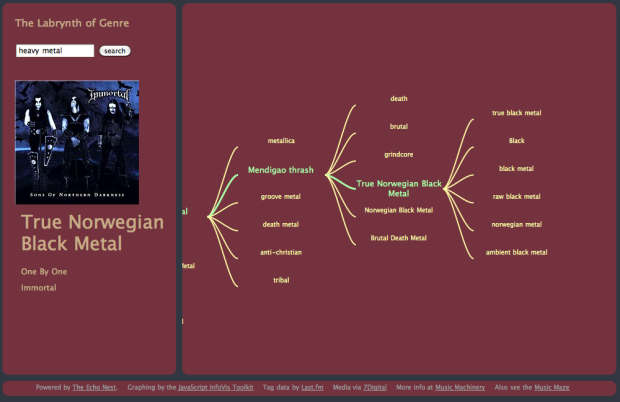 The Labrynth of Genre
heavy metal
search
Immortal
SONS OF NORTHERN DARKNESS
True Norwegian
Black Metal
One By One
Immortal
metallica
Mendigao thrash
groove metal
death metal
anti-christian
tribal
death
brutal
grindcore
True Norwegian Black
Metal
Norwegian Black Metal
Brutal Death Metal
true black metal
Black
black metal
raw black metal
norwegian metal
ambient black metal
Metal
Powered by The Echo Nest. Graphing by the JavaScript InfoVis Toolkit Tag data by Last.fm Media via 7Digital More info at Music Machinery Also see the Music Maze